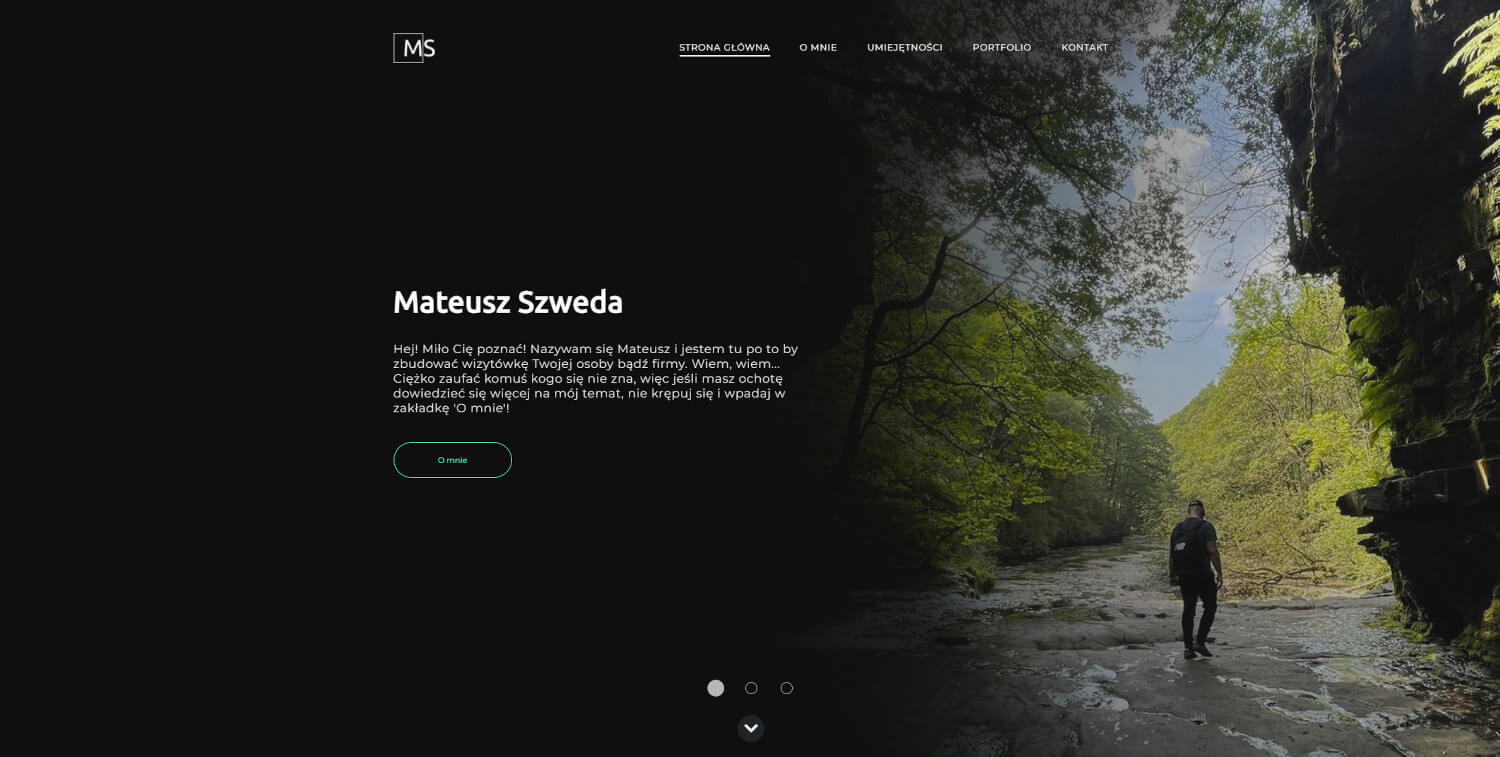 MS
STRONA GŁÓWNA
O MNIE
UMIEJĘTNOŚCI
PORTFOLIO
KONTAKT
Mateusz Szweda
Hej! Miło Cię poznać! Nazywam się Mateusz i jestem tu po to by
zbudować wizytówkę Twojej osoby bądź firmy. Wiem, wiem...
Ciężko zaufać komuś kogo się nie zna, więc jeśli masz ochotę
dowiedzieć się więcej na mój temat, nie krępuj się i wpadaj w
zakładkę 'O mnie'!
O mnie
NB